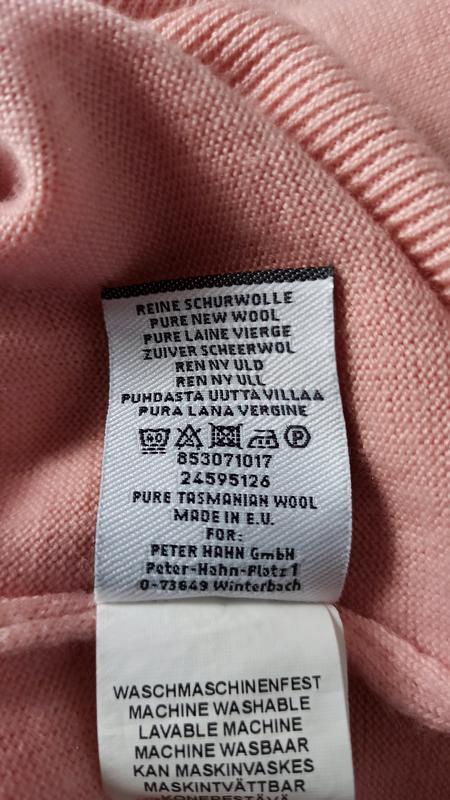 REINE SCHURWOLLE
PURE NEW WOOL
PURE LAINE VIERGE
ZUIVER SCHEERWOL
REN NY ULD
REN NY ULL
PUHDASTA UUTTA VILLAA
PURA LANA VERGINE
40 P
853071017
24595126
PURE TASMANIAN WOOL
MADE IN E.U.
FOR:
PETER HAHN GmbH
Peter-Hahn-Platz 1
D-73649 Winterbach
WASCHMASCHINENFEST
MACHINE WASHABLE
LAVABLE MACHINE
MACHINE WASBAAR
KAN MASKINVASKES
MASKINTVÄTTBAR
KONEPESTÄVÄ